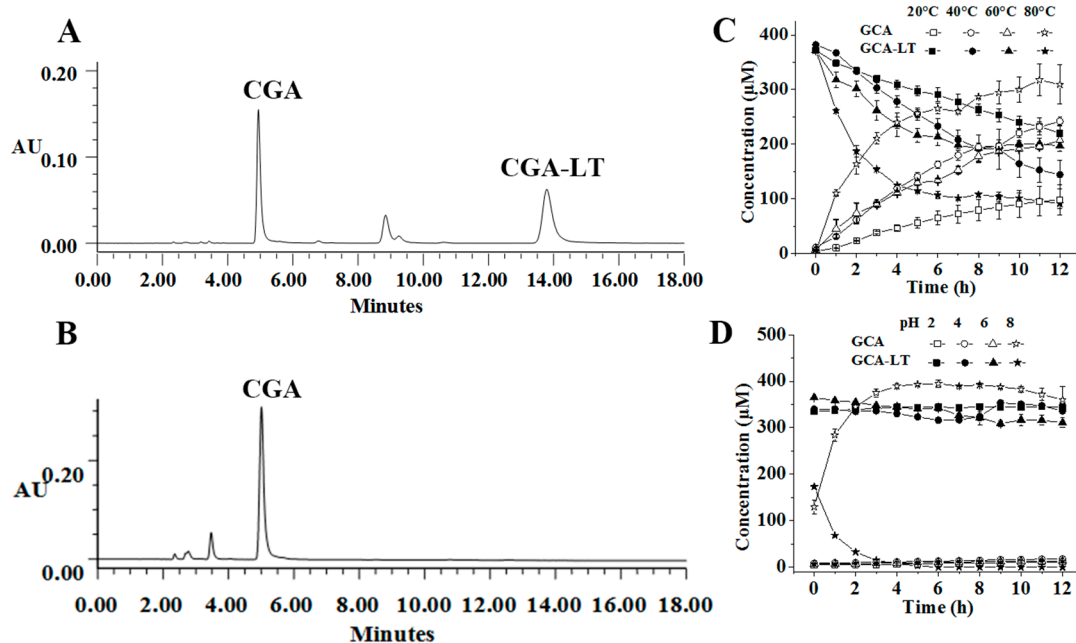 A
0.20
0.10
0.00
AU
CGA
CGA-LT
0.00 2.00 4.00 6.00 8.00 10.00 12.00 14.00 16.00 18.00
Minutes
B
0.20
0.00
AU
CGA
0.00 2.00 4.00 6.00 8.00 10.00 12.00 14.00 16.00 18.00
Minutes
C
20°C 40°C 60°C 80°C
GCA
GCA-LT
400
300
200
100
0
Concentration (µM)
0 2 4 6 8 10 12
Time (h)
D
pH 2 4 6 8
GCA
GCA-LT
500
400
300
200
100
0
Concentration (µM)
0 2 4 6 8 10 12
Time (h)